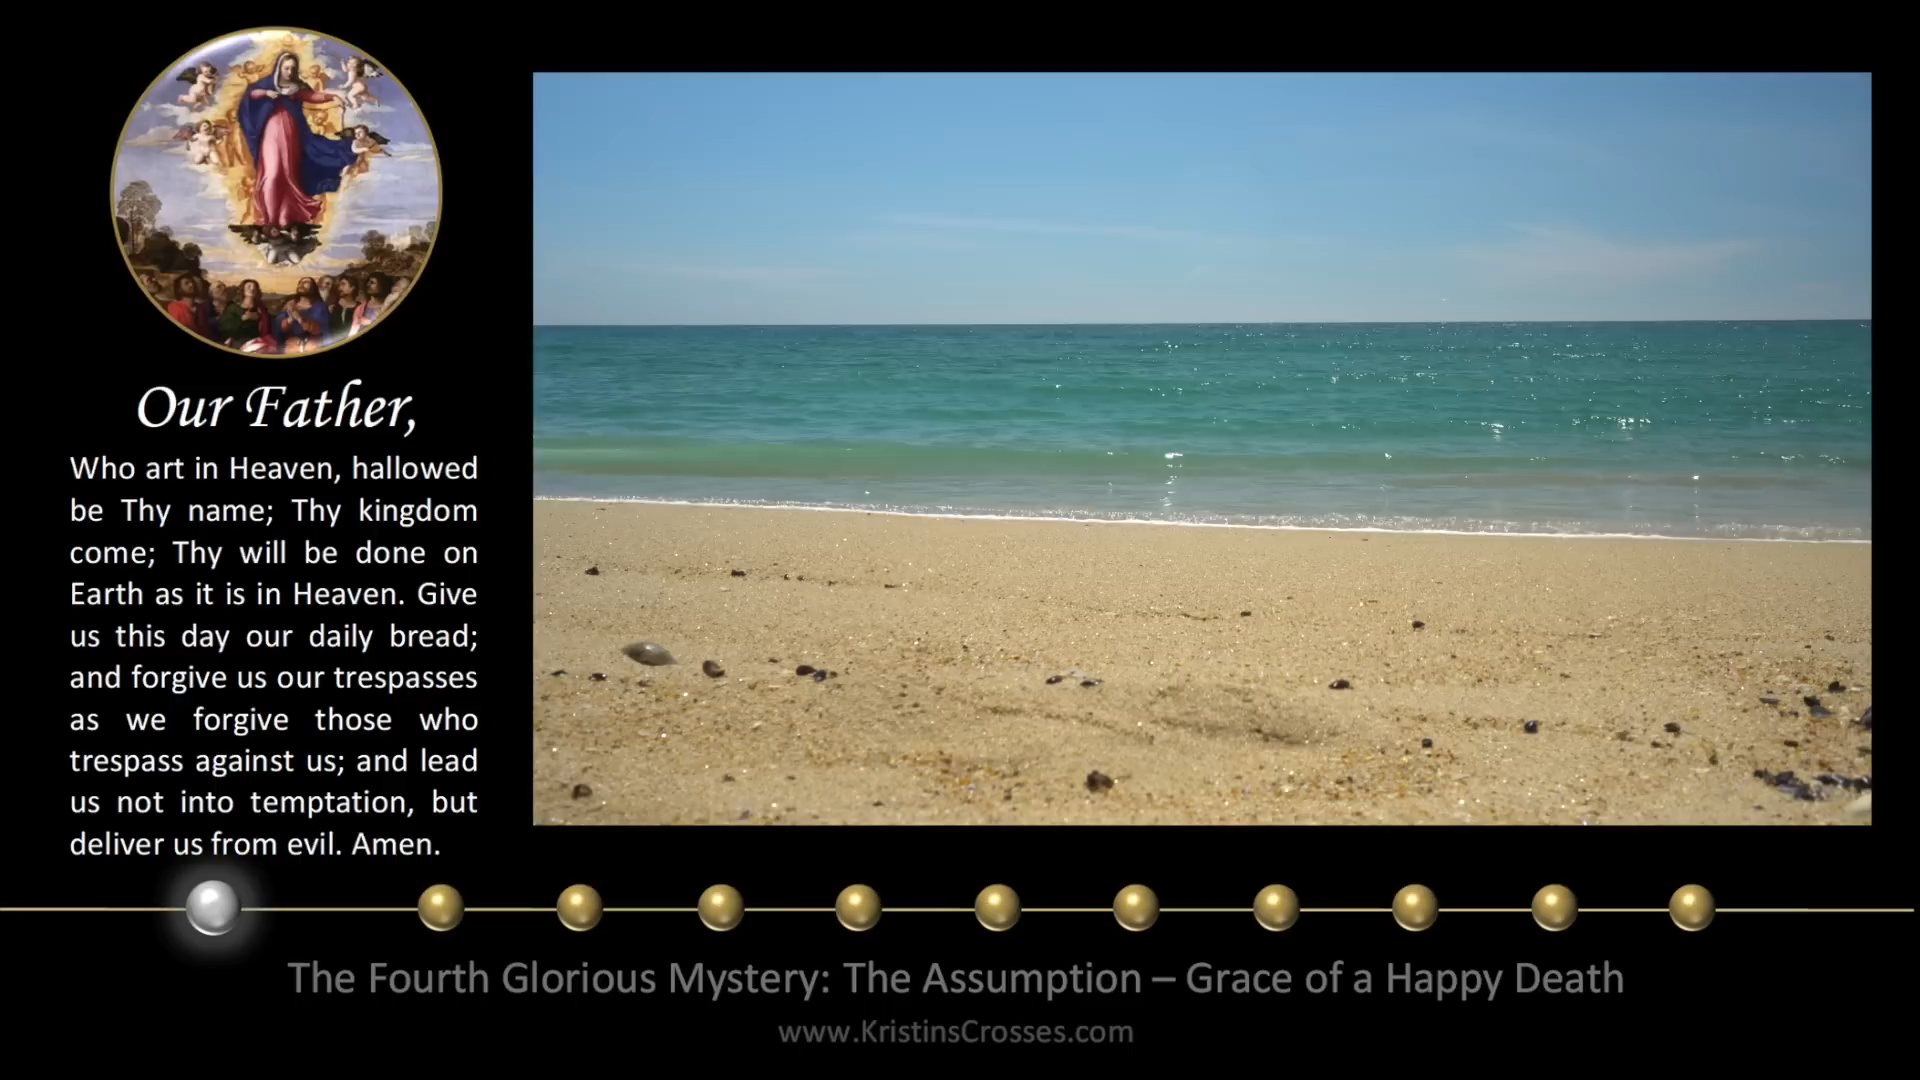 Our Father,
Who art in Heaven, hallowed
be Thy name; Thy kingdom
come; Thy will be done on
Earth as it is in Heaven. Give
us this day our daily bread;
and forgive us our trespasses
as we forgive those who
trespass against us; and lead
us not into temptation, but
deliver us from evil. Amen.
The Fourth Glorious Mystery: The Assumption – Grace of a Happy Death
www.KristinsCrosses.com